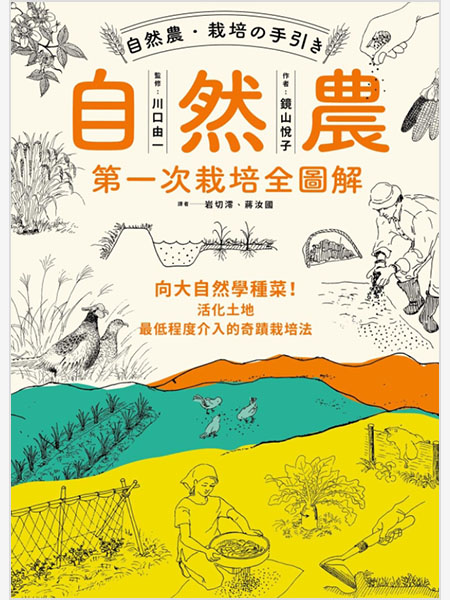 自然農・栽培の手引き
自然農
監修：川口由一
作者：鏡山悅子
第一次栽培全圖解
譯者——岩切澪、蔣汝國
向大自然學種菜！
活化土地
最低程度介入的奇蹟栽培法